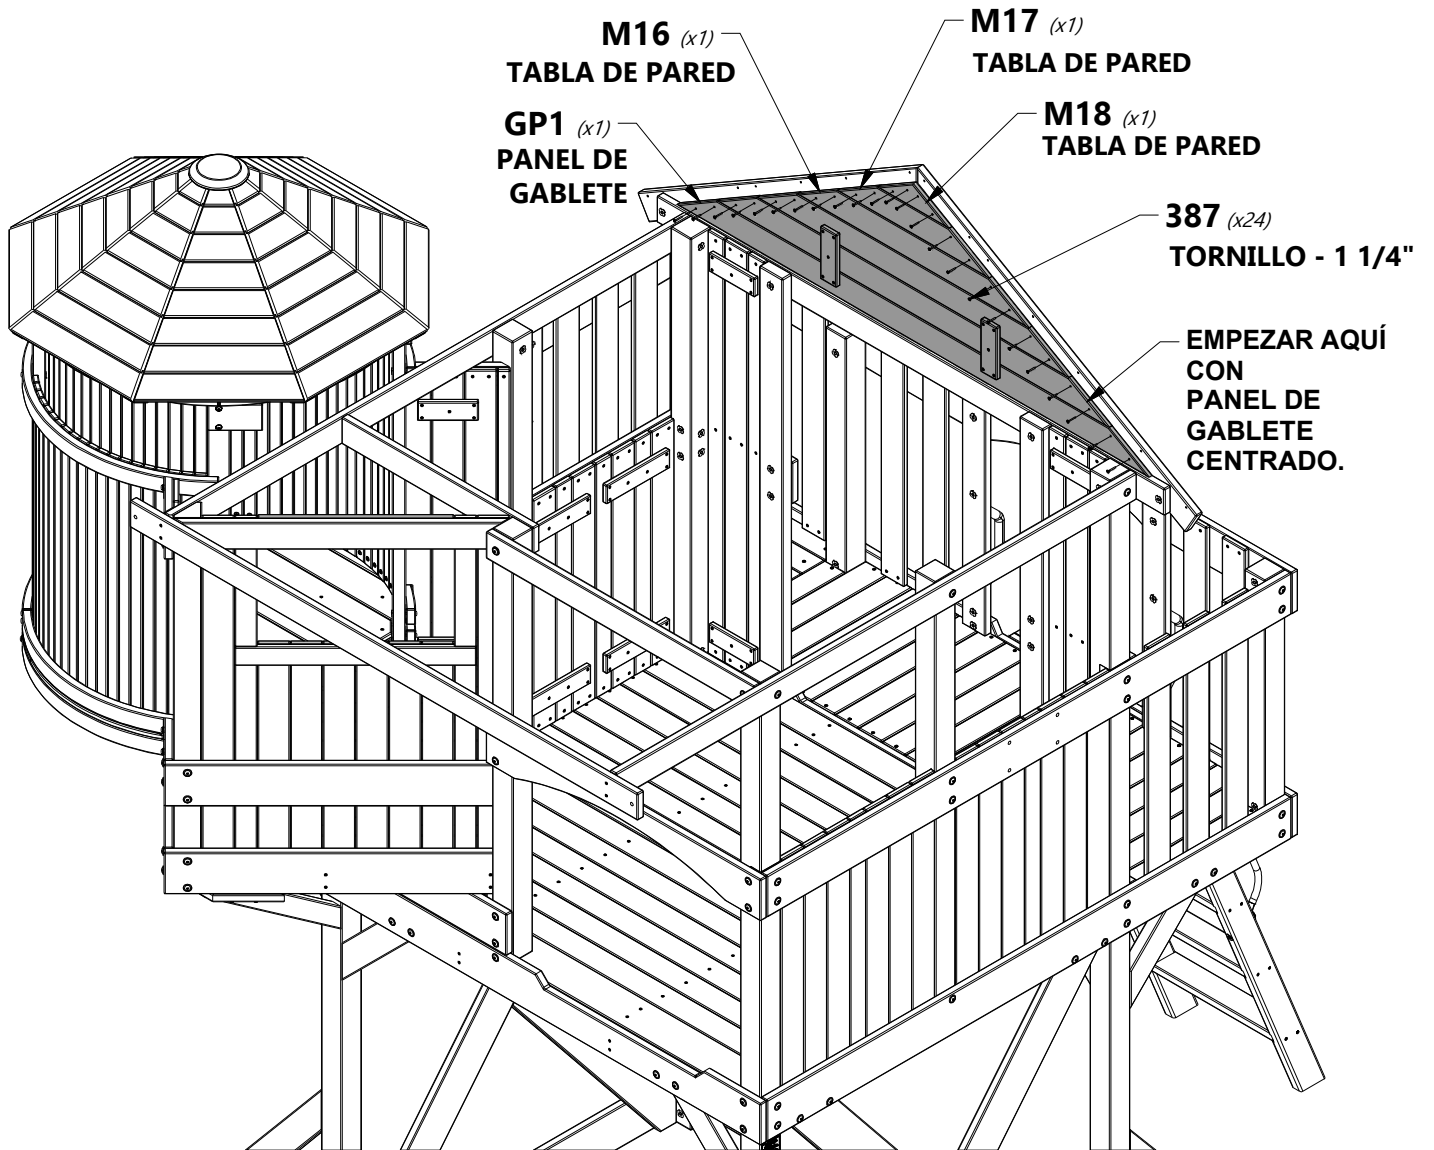 M16 (x1)
TABLA DE PARED
M17 (x1)
TABLA DE PARED
GP1 (x1)
PANEL DE
GABLETE
M18 (x1)
TABLA DE PARED
387 (x24)
TORNILLO - 1 1/4"
EMPEZAR AQUÍ
CON
PANEL DE
GABLETE
CENTRADO.